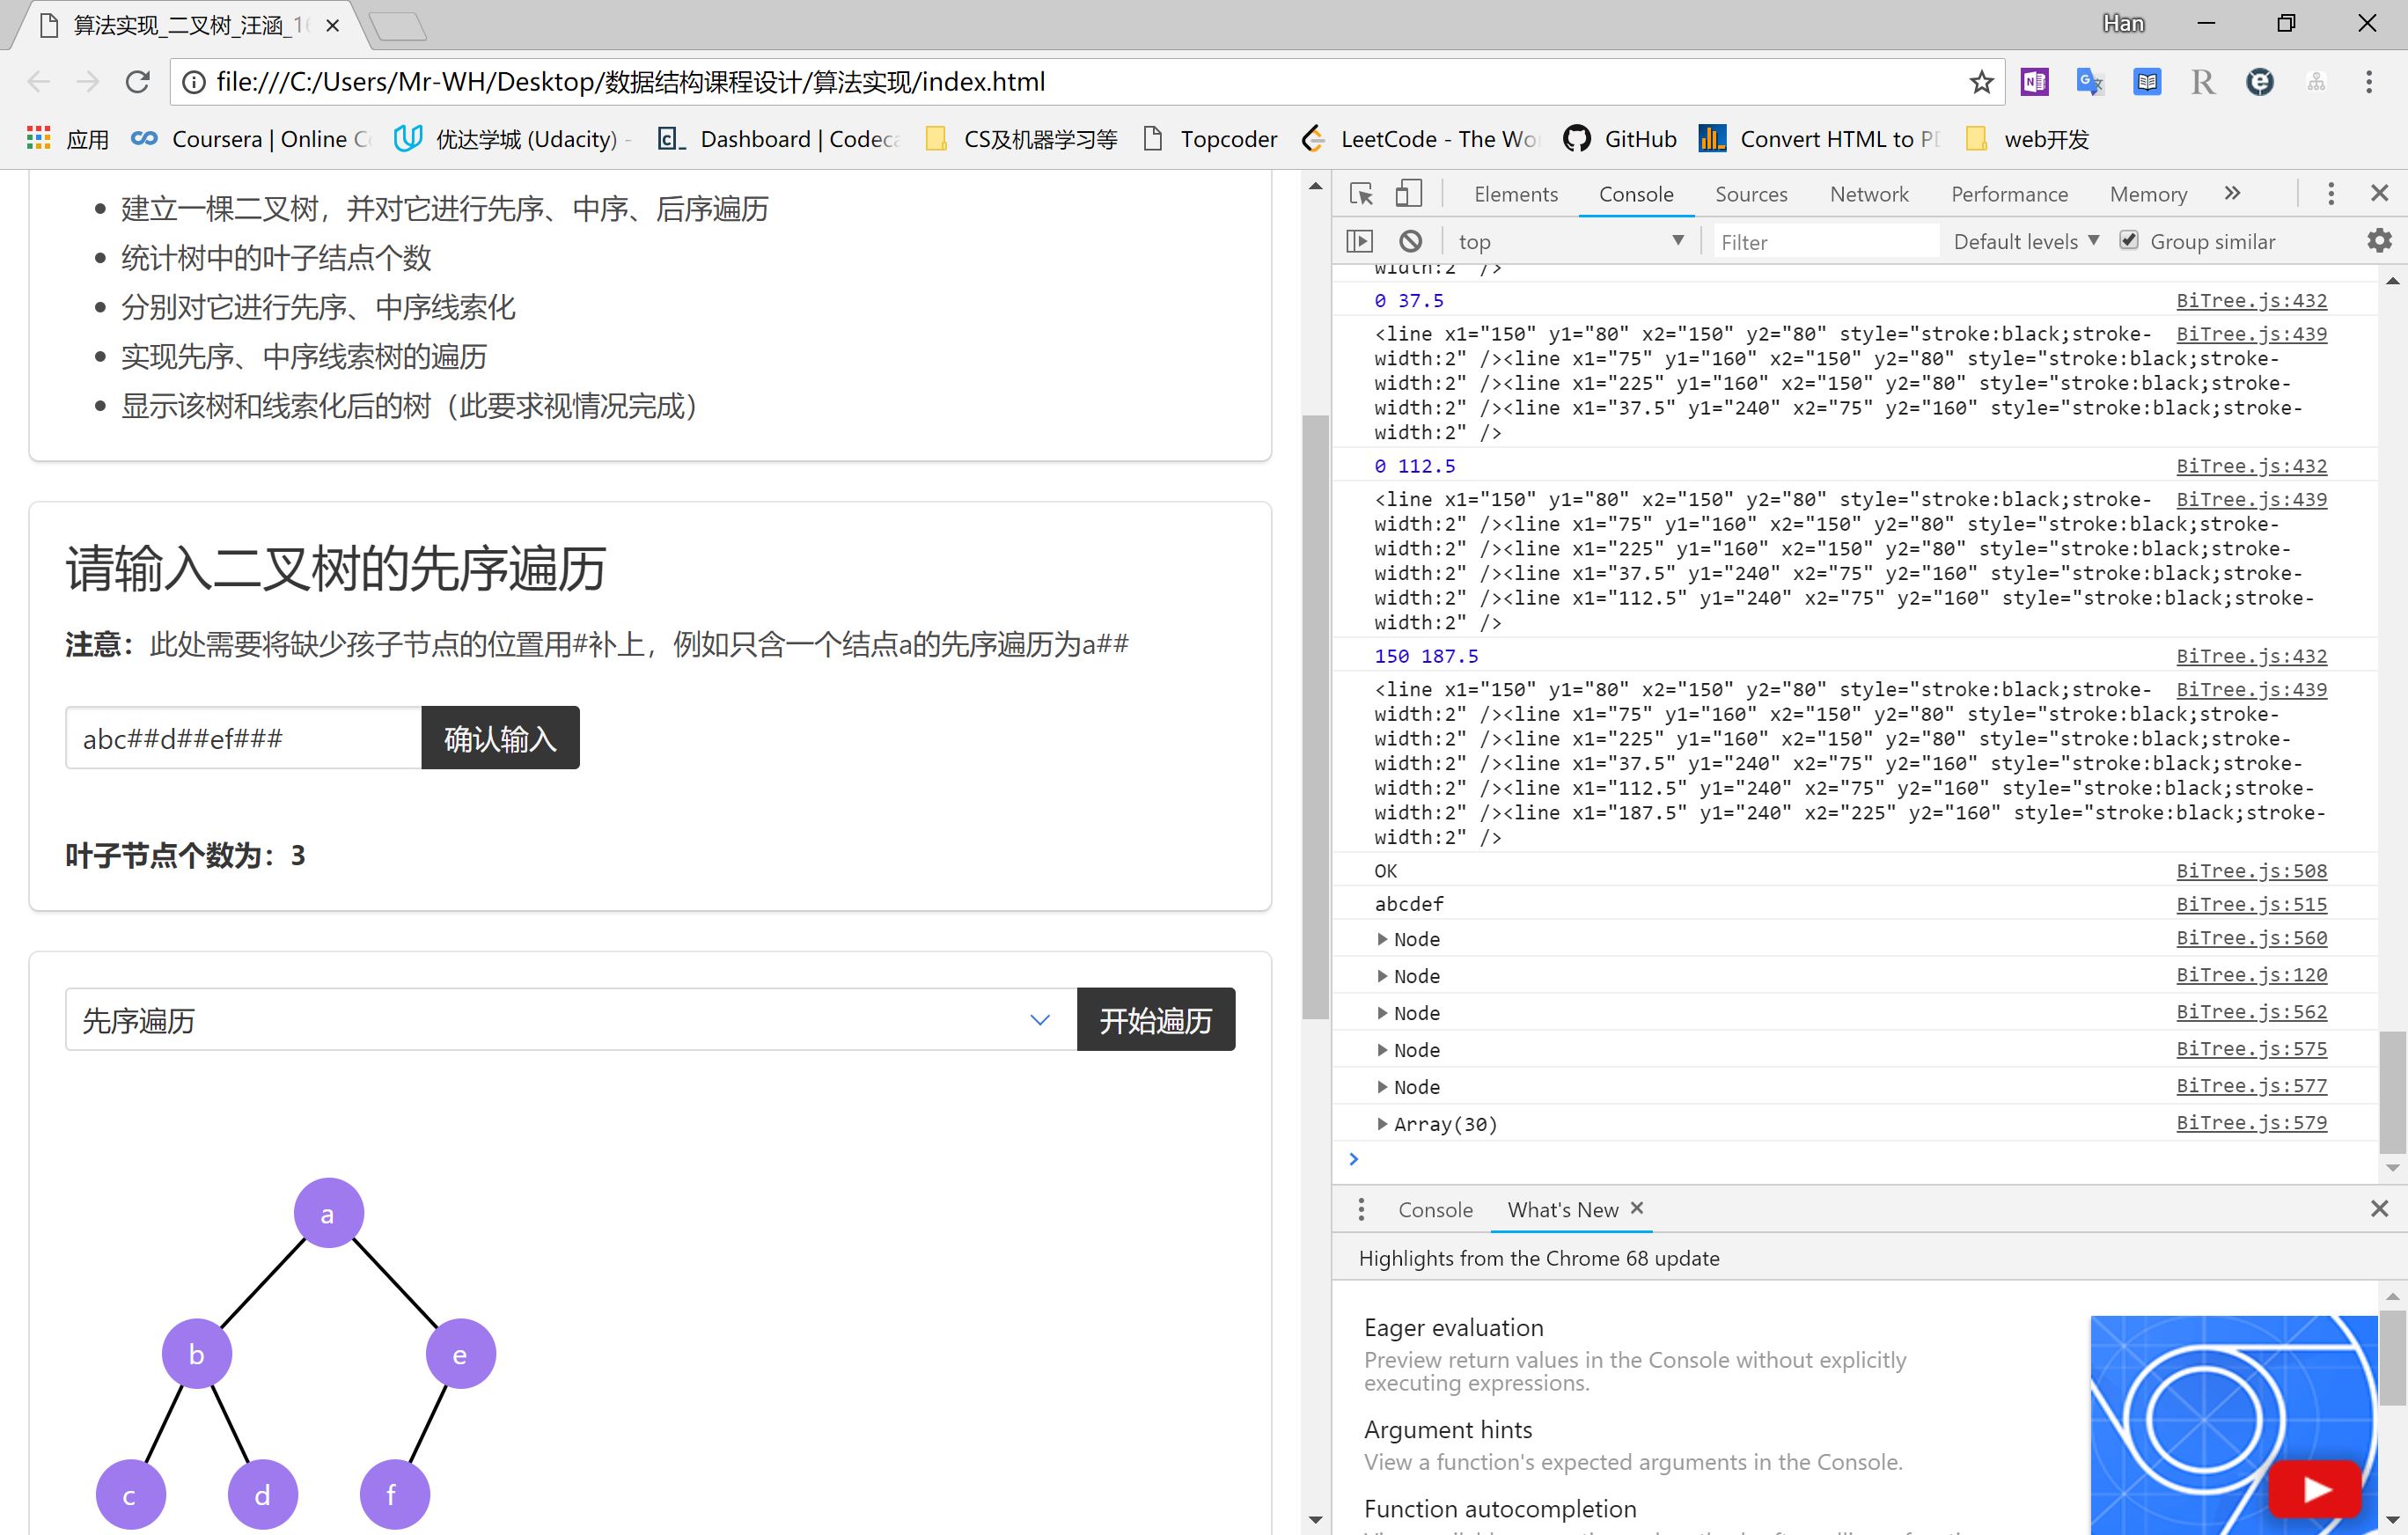 算法实现_二叉树_汪涵_1
Han
file:///C:/Users/Mr-WH/Desktop/数据结构课程设计/算法实现/index.html
应用 Coursera | Online C 优达学城 (Udacity) - Dashboard | Codeca CS及机器学习等 Topcoder LeetCode - The Wo GitHub Convert HTML to PD web开发
建立一棵二叉树，并对它进行先序、中序、后序遍历
统计树中的叶子结点个数
分别对它进行先序、中序线索化
实现先序、中序线索树的遍历
显示该树和线索化后的树（此要求视情况完成）
请输入二叉树的先序遍历
注意：此处需要将缺少孩子节点的位置用#补上，例如只含一个结点a的先序遍历为a##
abc##d##ef### 确认输入
叶子节点个数为：3
先序遍历 开始遍历
a
b e
c d f
Elements Console Sources Network Performance Memory »
top Filter Default levels Group similar
width:2" />
0 37.5 BiTree.js:432
<line x1="150" y1="80" x2="150" y2="80" style="stroke:black;stroke- BiTree.js:439
width:2" /><line x1="75" y1="160" x2="150" y2="80" style="stroke:black;stroke-
width:2" /><line x1="225" y1="160" x2="150" y2="80" style="stroke:black;stroke-
width:2" /><line x1="37.5" y1="240" x2="75" y2="160" style="stroke:black;stroke-
width:2" />
0 112.5 BiTree.js:432
<line x1="150" y1="80" x2="150" y2="80" style="stroke:black;stroke- BiTree.js:439
width:2" /><line x1="75" y1="160" x2="150" y2="80" style="stroke:black;stroke-
width:2" /><line x1="225" y1="160" x2="150" y2="80" style="stroke:black;stroke-
width:2" /><line x1="37.5" y1="240" x2="75" y2="160" style="stroke:black;stroke-
width:2" /><line x1="112.5" y1="240" x2="75" y2="160" style="stroke:black;stroke-
width:2" />
150 187.5 BiTree.js:432
<line x1="150" y1="80" x2="150" y2="80" style="stroke:black;stroke- BiTree.js:439
width:2" /><line x1="75" y1="160" x2="150" y2="80" style="stroke:black;stroke-
width:2" /><line x1="225" y1="160" x2="150" y2="80" style="stroke:black;stroke-
width:2" /><line x1="37.5" y1="240" x2="75" y2="160" style="stroke:black;stroke-
width:2" /><line x1="112.5" y1="240" x2="75" y2="160" style="stroke:black;stroke-
width:2" /><line x1="187.5" y1="240" x2="225" y2="160" style="stroke:black;stroke-
width:2" />
OK BiTree.js:508
abcdef BiTree.js:515
Node BiTree.js:560
Node BiTree.js:120
Node BiTree.js:562
Node BiTree.js:575
Node BiTree.js:577
Array(30) BiTree.js:579
Console What's New
Highlights from the Chrome 68 update
Eager evaluation
Preview return values in the Console without explicitly
executing expressions.
Argument hints
View a function's expected arguments in the Console.
Function autocompletion